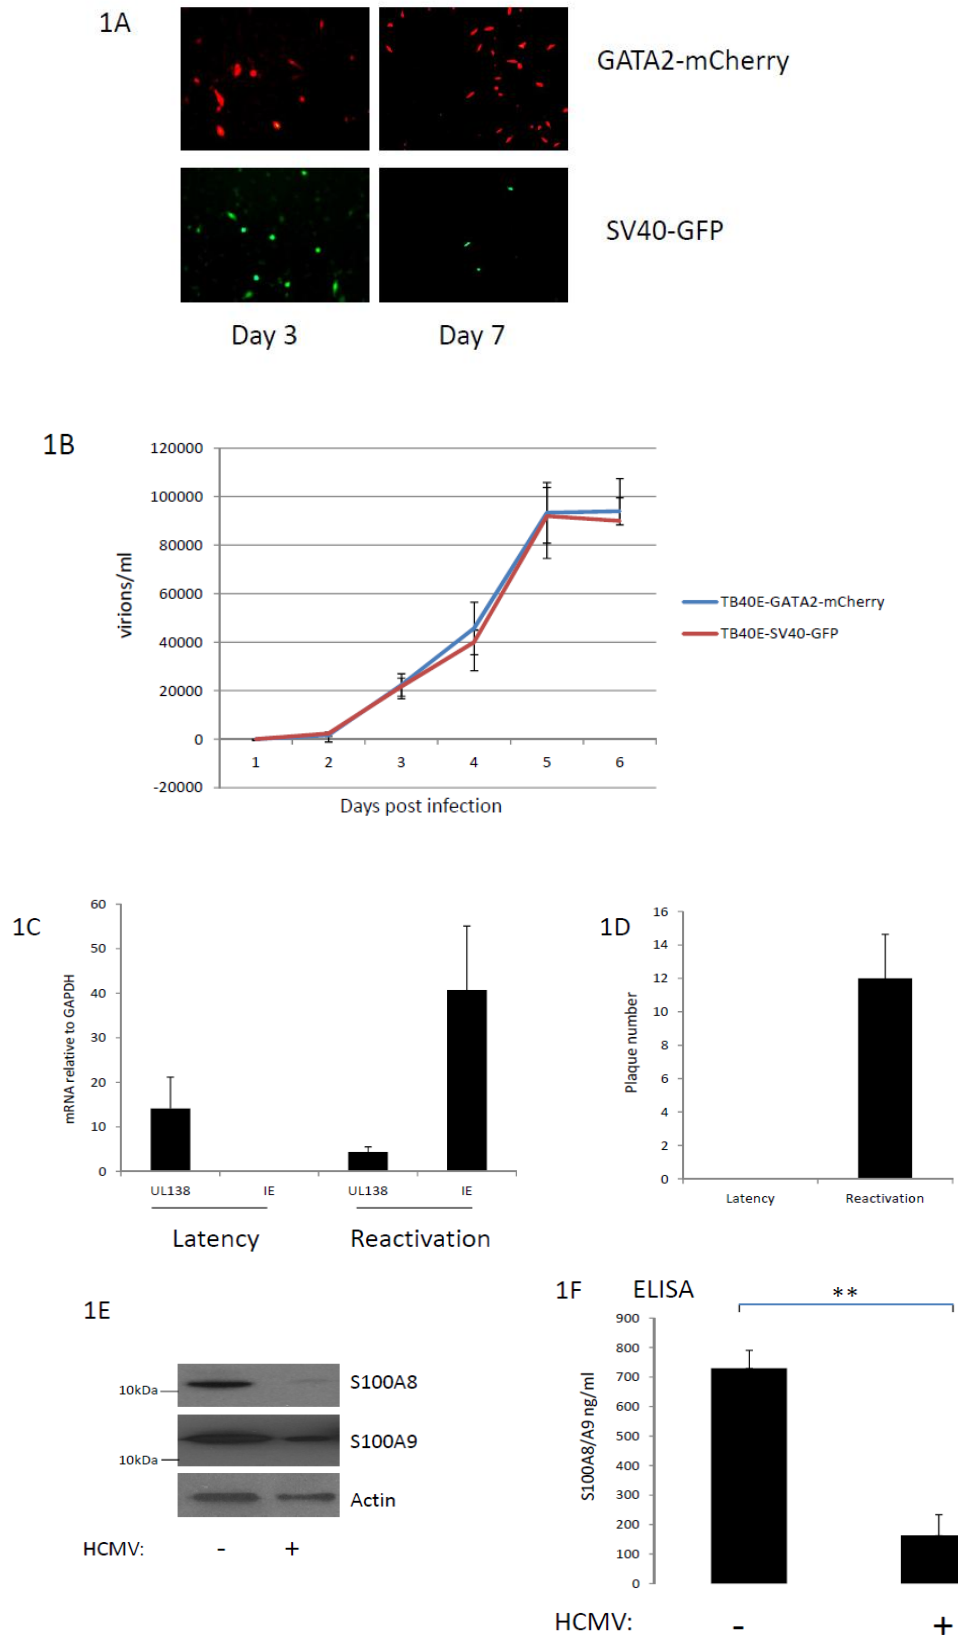 1A
GATA2-mCherry
SV40-GFP
Day 3
Day 7
1B
120000
100000
80000
60000
40000
20000
0
-20000
virions/ml
1
2
3
4
5
6
Days post infection
TB40E-GATA2-mCherry
TB40E-SV40-GFP
1C
60
50
40
30
20
10
0
mRNA relative to GAPDH
UL138
IE
UL138
IE
Latency
Reactivation
1D
16
14
12
10
8
6
4
2
0
Plaque number
Latency
Reactivation
1E
10kDa
S100A8
10kDa
S100A9
Actin
HCMV:
-
+
1F
ELISA
**
900
800
700
600
500
400
300
200
100
0
S100A8/A9 ng/ml
HCMV:
-
+